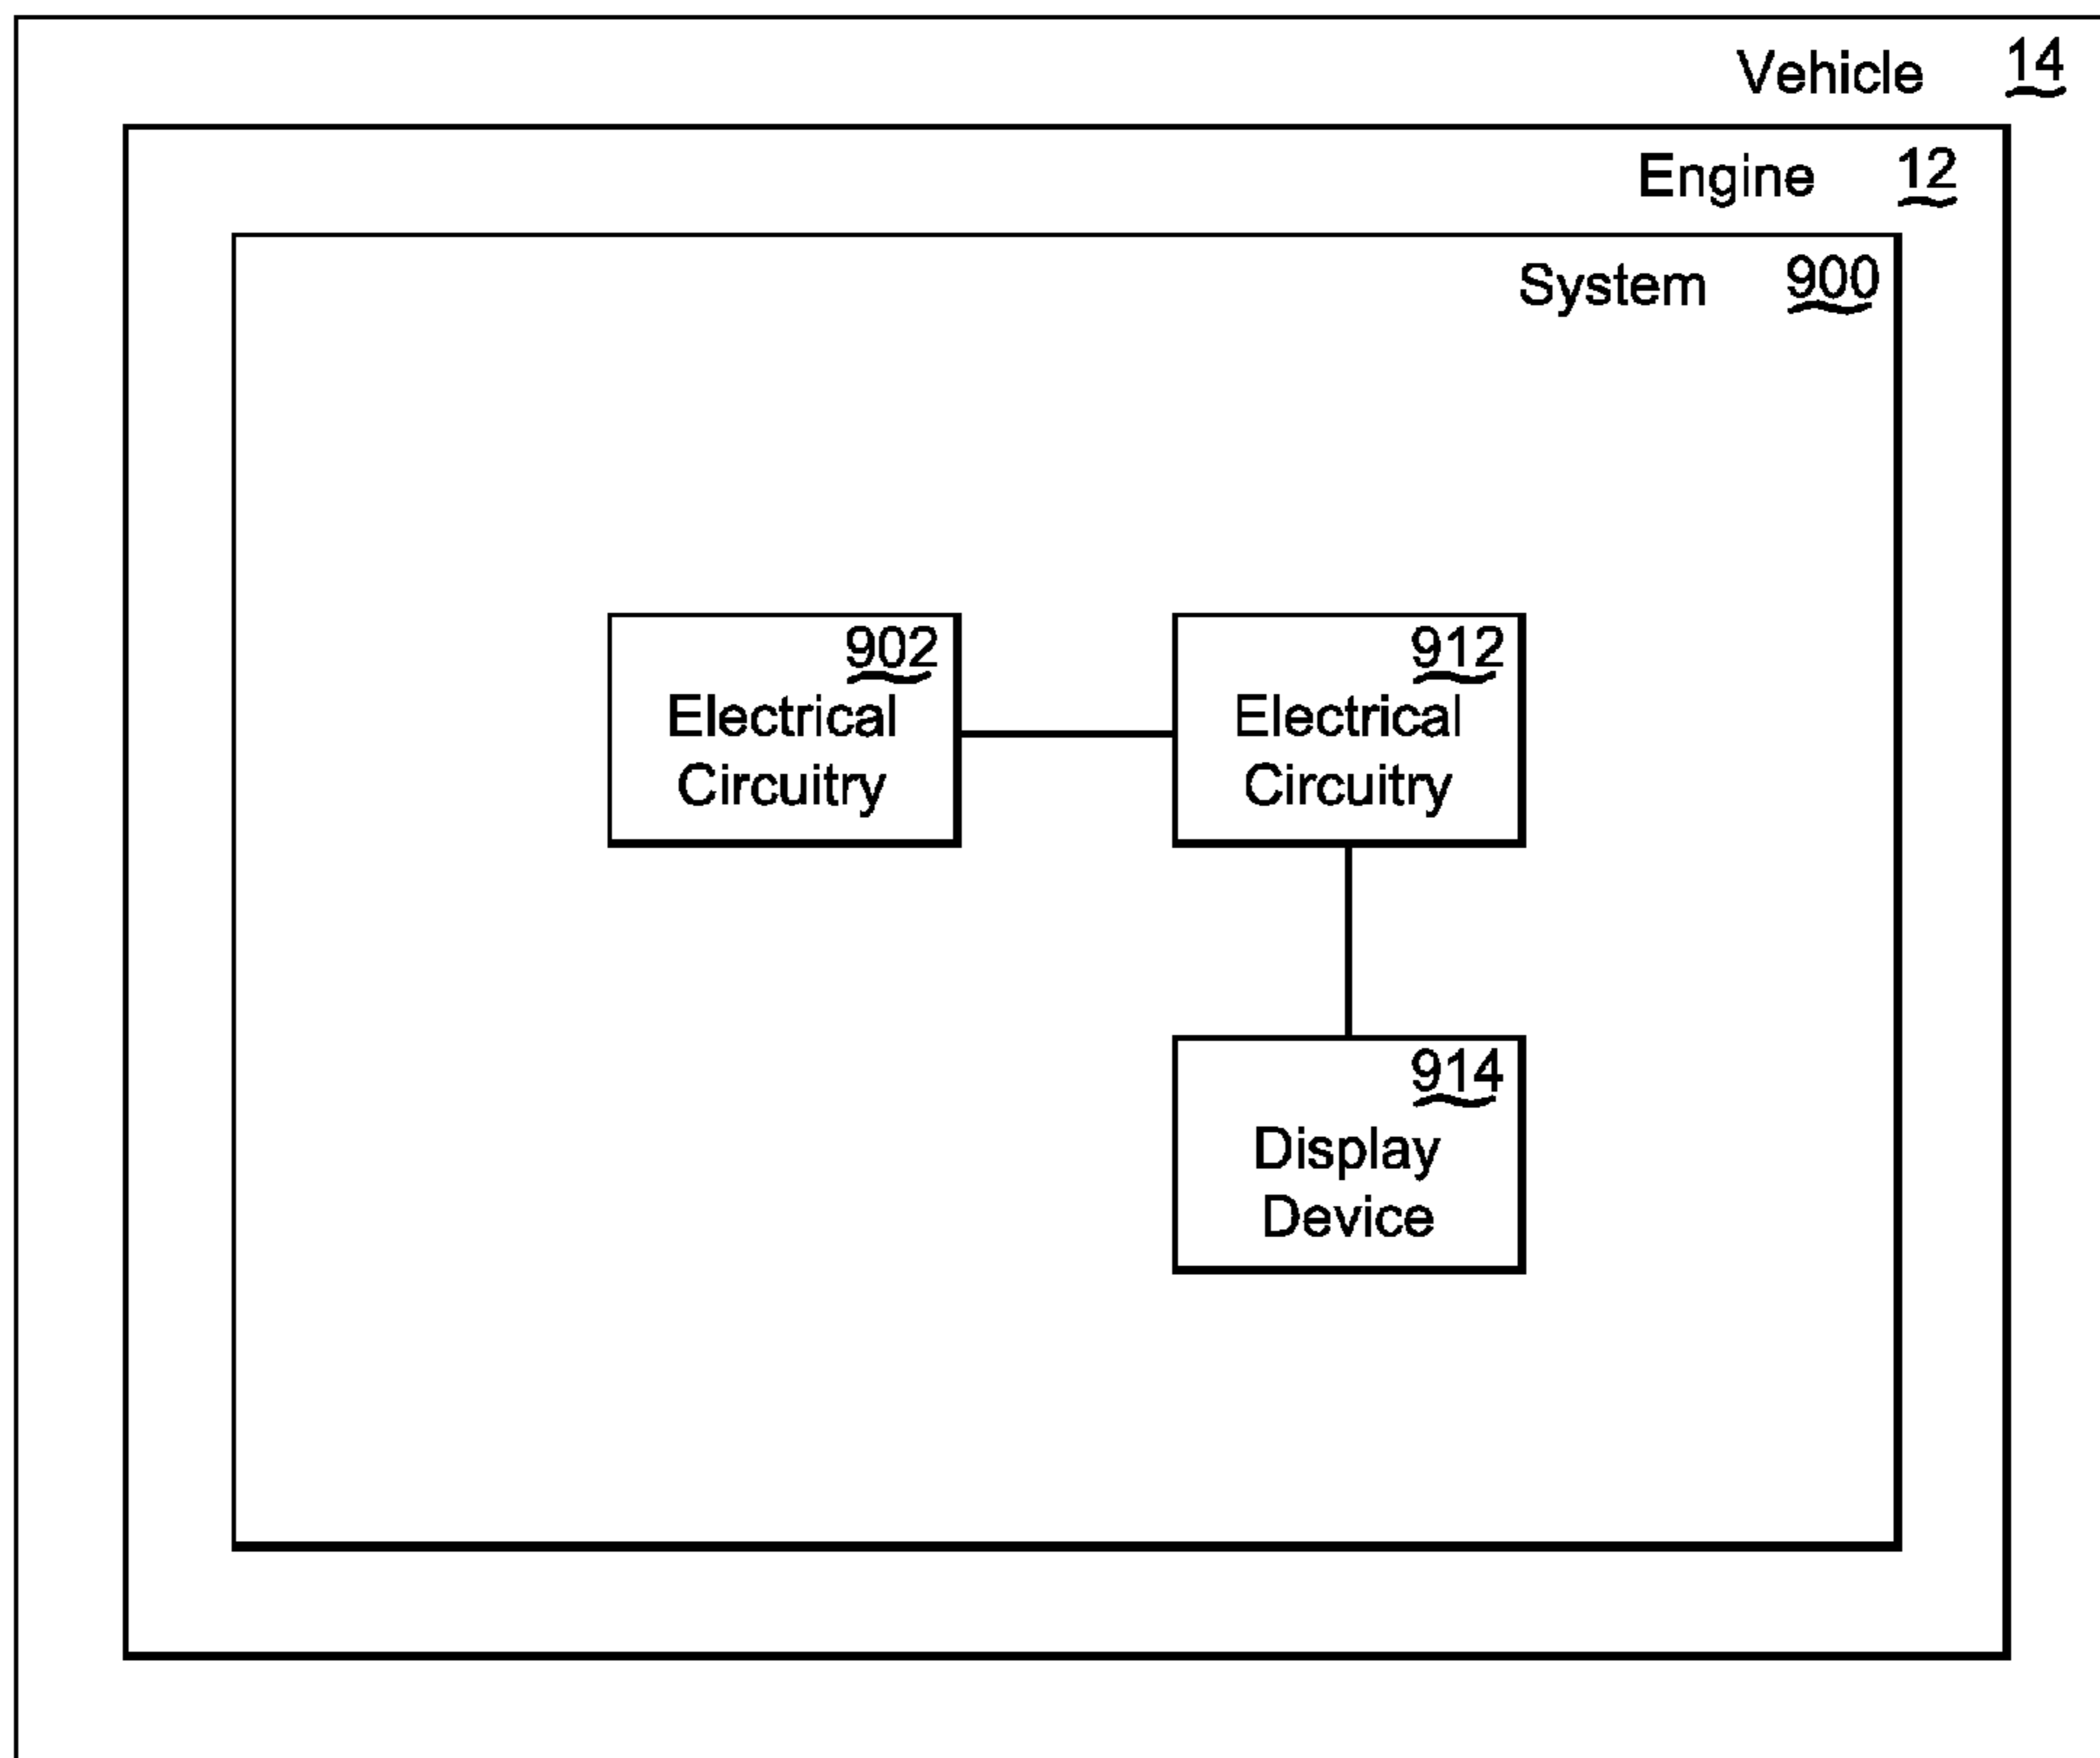 Vehicle 14
Engine 12
System 900
902
Electrical
Circuitry
912
Electrical
Circuitry
914
Display
Device